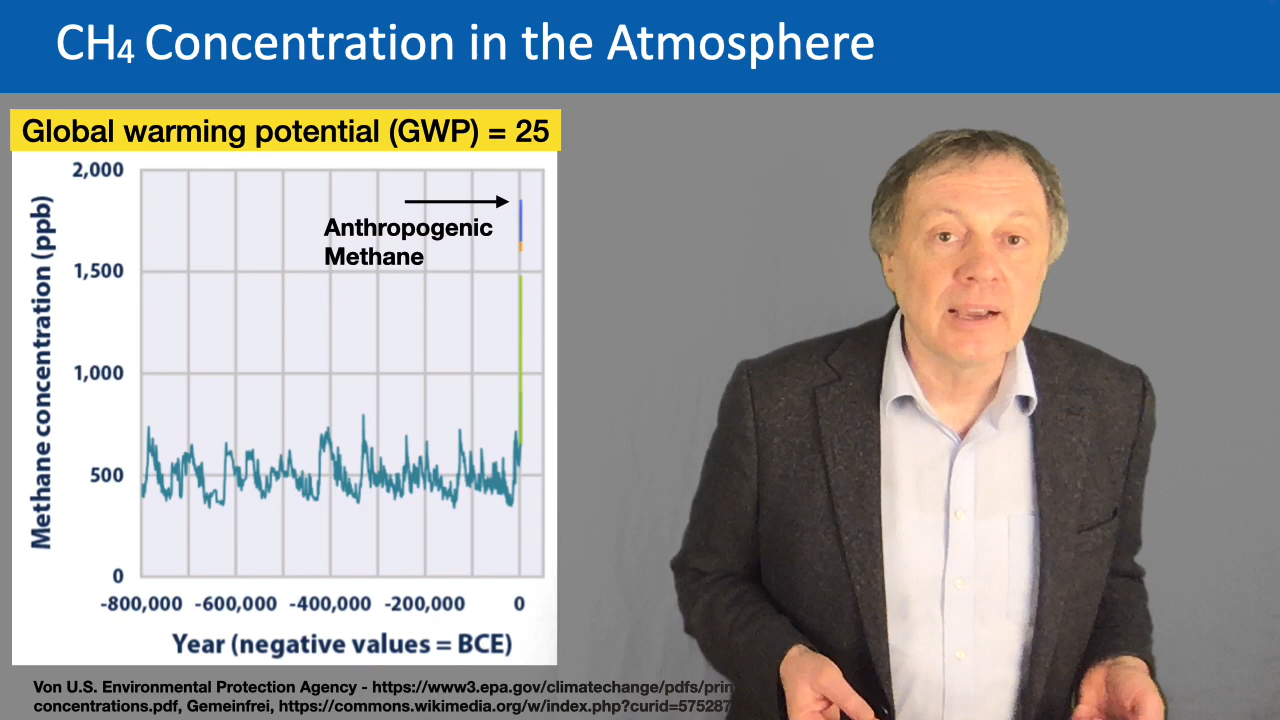 CH₄ Concentration in the Atmosphere
Global warming potential (GWP) = 25
2,000
1,500
1,000
500
0
Methane concentration (ppb)
Anthropogenic
Methane
-800,000 -600,000 -400,000 -200,000 0
Year (negative values = BCE)
Von U.S. Environmental Protection Agency - https://www3.epa.gov/climatechange/pdfs/prin
concentrations.pdf, Gemeinfrei, https://commons.wikimedia.org/w/index.php?curid=575287